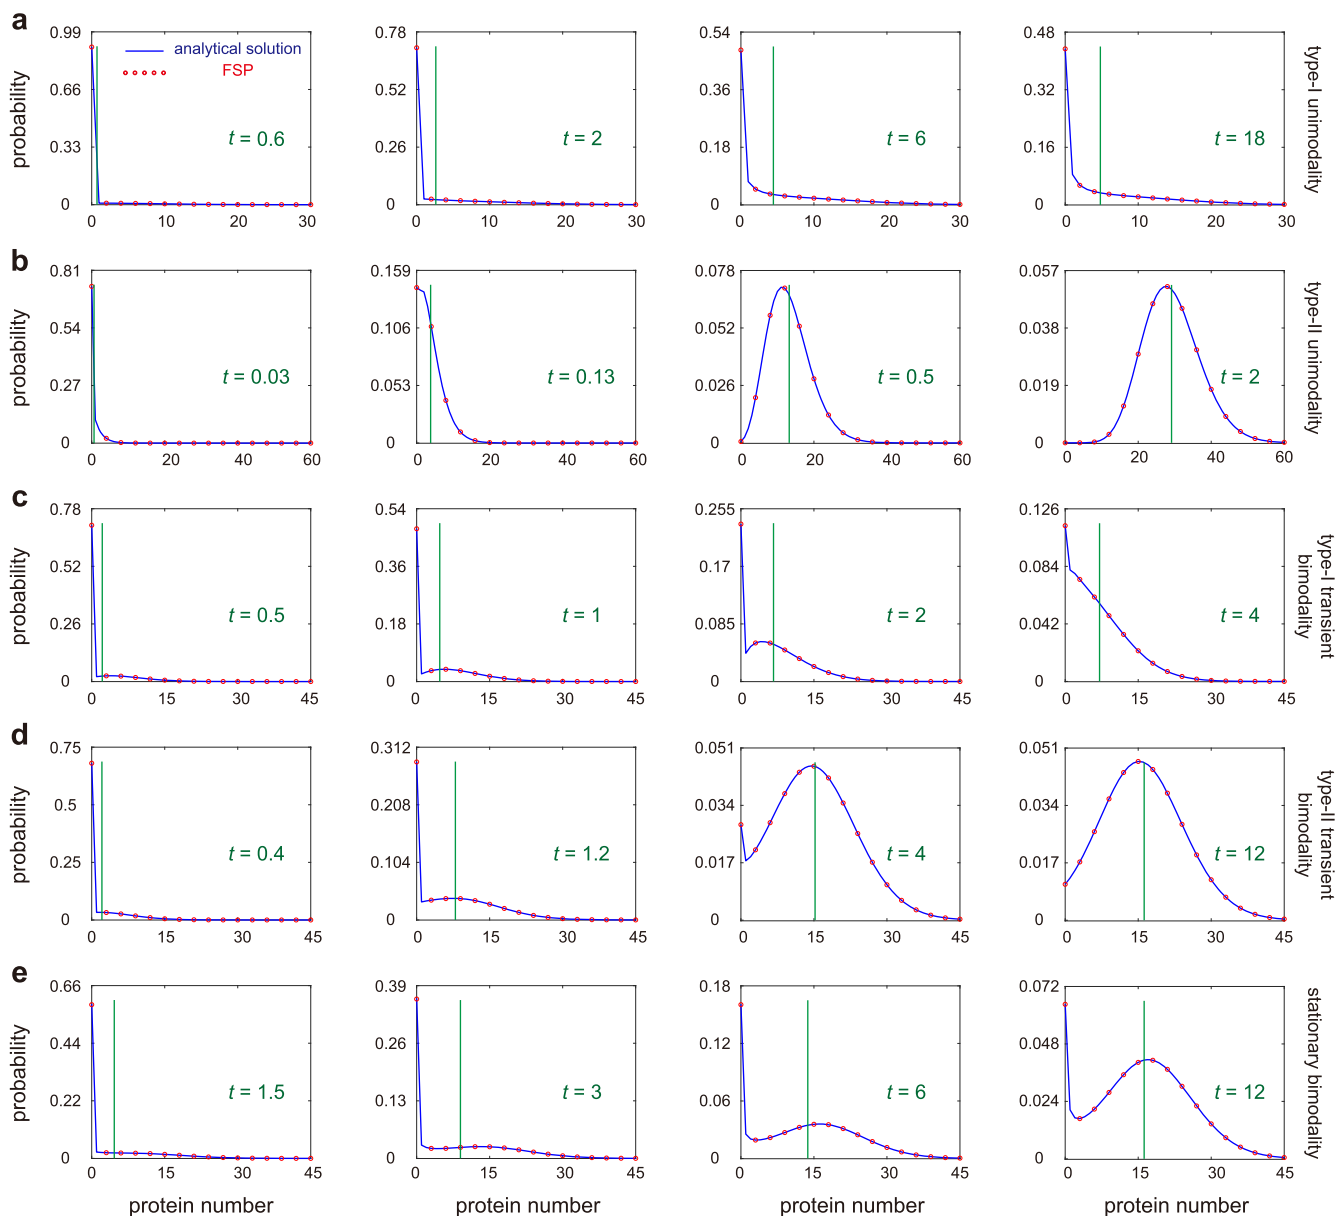 a
0.99
0.66
0.33
0
probability
analytical solution
FSP
t = 0.6
0 10 20 30
0.78
0.52
0.26
0
t = 2
0 10 20 30
0.54
0.36
0.18
0
t = 6
0 10 20 30
0.48
0.32
0.16
0
t = 18
0 10 20 30
type-I unimodality
b
0.81
0.54
0.27
0
probability
t = 0.03
0 20 40 60
0.159
0.106
0.053
0
t = 0.13
0 20 40 60
0.078
0.052
0.026
0
t = 0.5
0 20 40 60
0.057
0.038
0.019
0
t = 2
0 20 40 60
type-II unimodality
c
0.78
0.52
0.26
0
probability
t = 0.5
0 15 30 45
0.54
0.36
0.18
0
t = 1
0 15 30 45
0.255
0.17
0.085
0
t = 2
0 15 30 45
0.126
0.084
0.042
0
t = 4
0 15 30 45
type-I transient
bimodality
d
0.75
0.5
0.25
0
probability
t = 0.4
0 15 30 45
0.312
0.208
0.104
0
t = 1.2
0 15 30 45
0.051
0.034
0.017
0
t = 4
0 15 30 45
0.051
0.034
0.017
0
t = 12
0 15 30 45
type-II transient
bimodality
e
0.66
0.44
0.22
0
probability
t = 1.5
0 15 30 45
protein number
0.39
0.26
0.13
0
t = 3
0 15 30 45
protein number
0.18
0.12
0.06
0
t = 6
0 15 30 45
protein number
0.072
0.048
0.024
0
t = 12
0 15 30 45
protein number
stationary bimodality